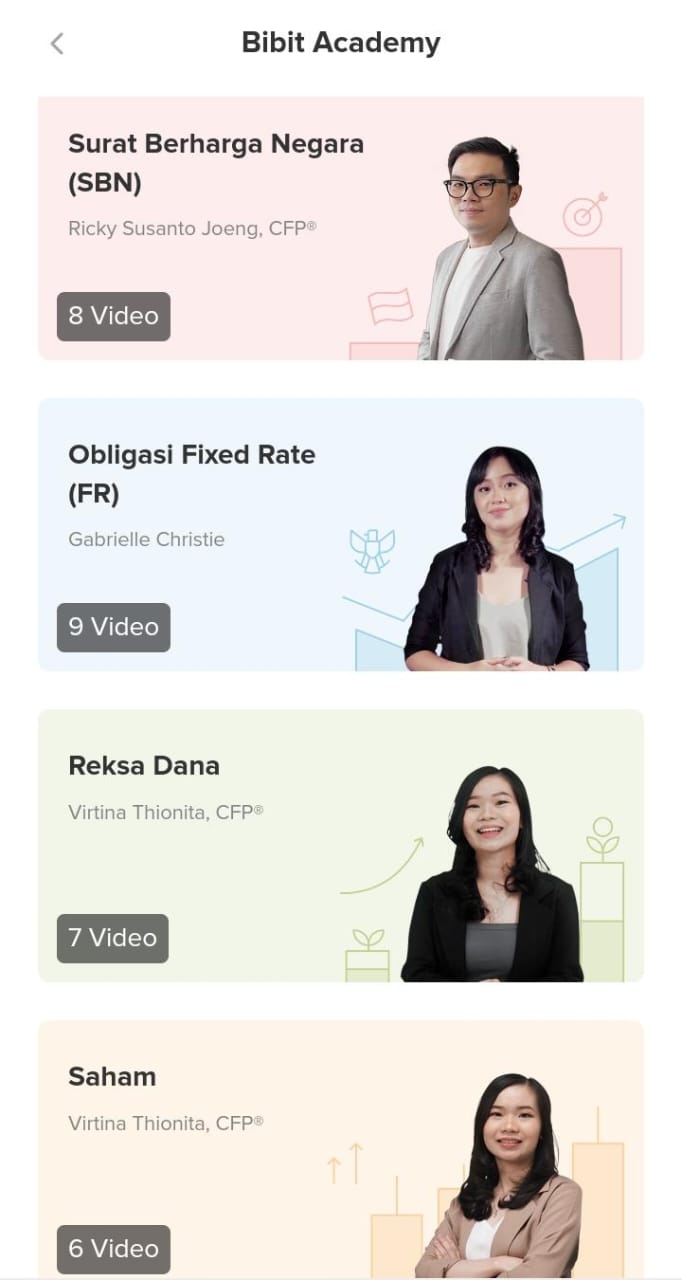 Bibit Academy
Surat Berharga Negara
(SBN)
Ricky Susanto Joeng, CFP®
8 Video
Obligasi Fixed Rate
(FR)
Gabrielle Christie
9 Video
Reksa Dana
Virtina Thionita, CFP®
7 Video
Saham
Virtina Thionita, CFP®
6 Video